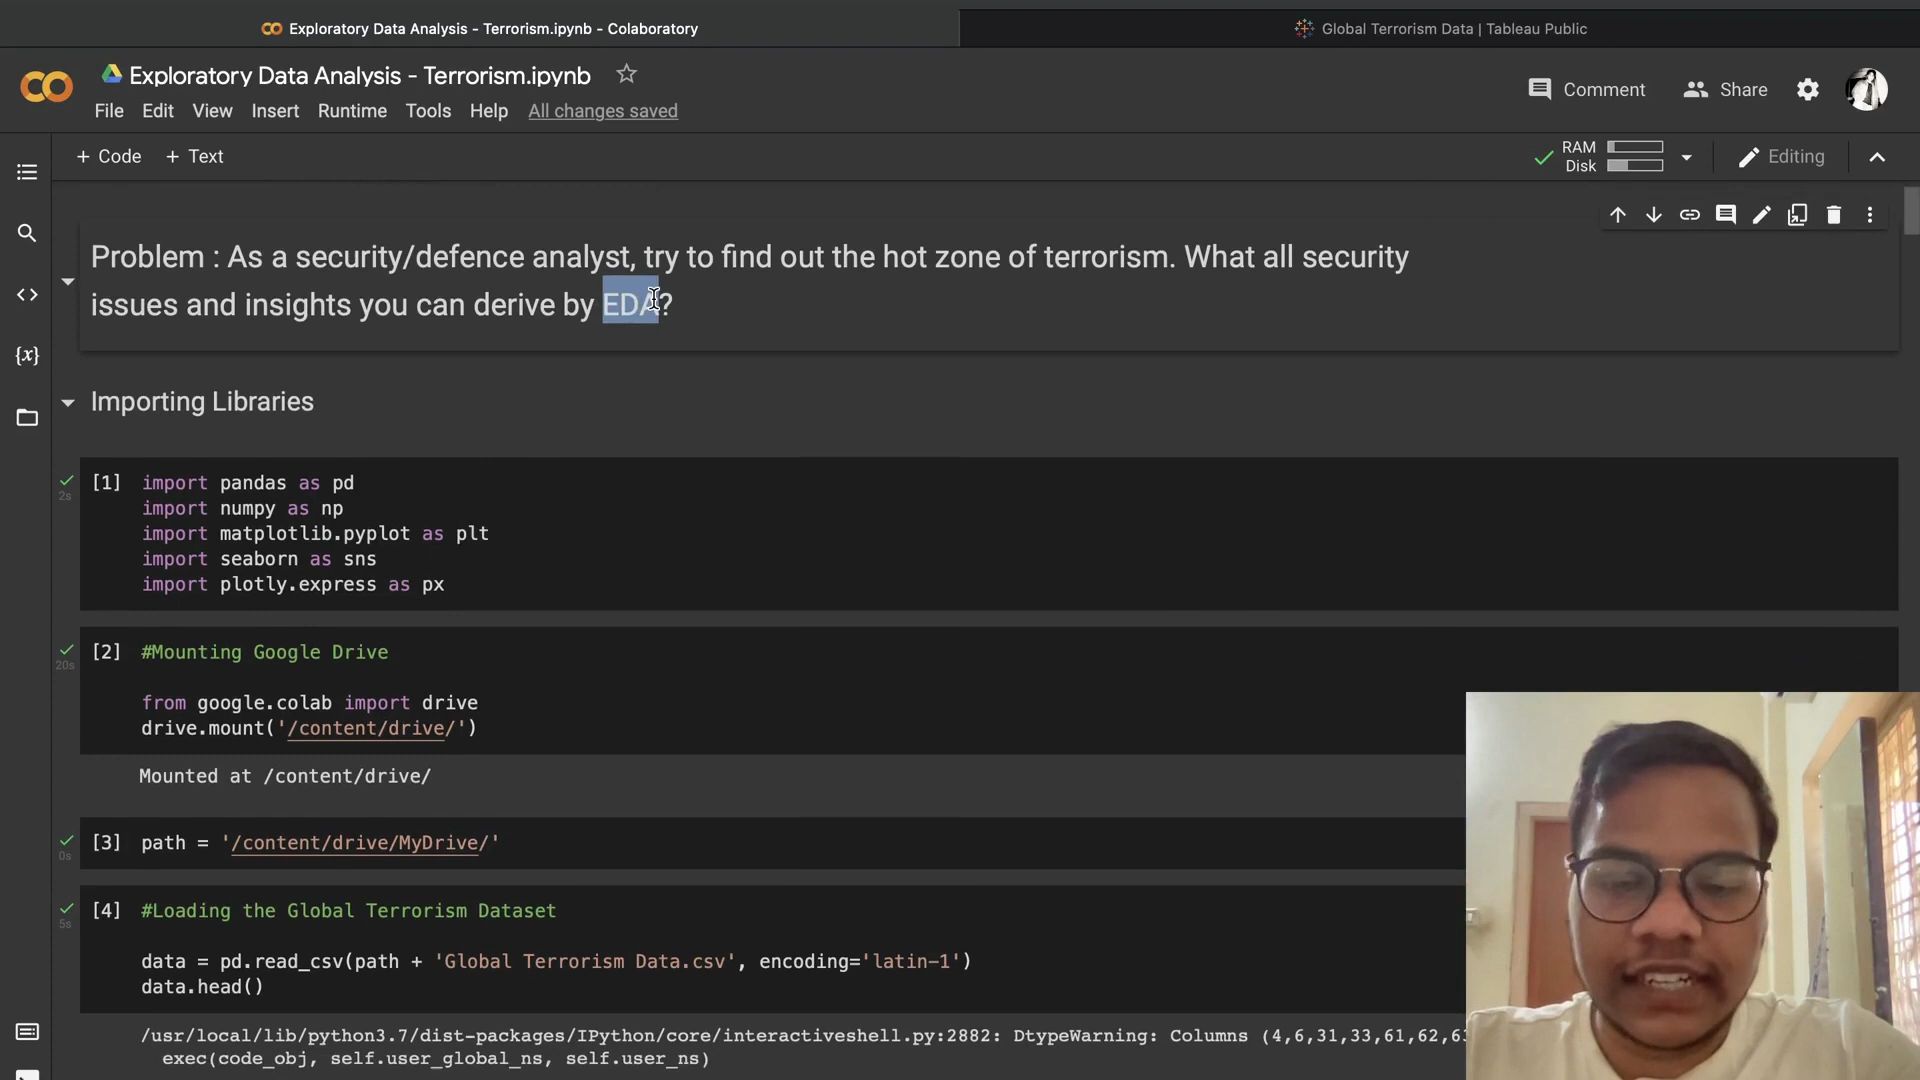 Exploratory Data Analysis - Terrorism.ipynb - Colaboratory
Global Terrorism Data | Tableau Public
Exploratory Data Analysis - Terrorism.ipynb
Comment
Share
File Edit View Insert Runtime Tools Help All changes saved
+ Code + Text
RAM
Disk
Editing
Problem : As a security/defence analyst, try to find out the hot zone of terrorism. What all security
issues and insights you can derive by EDA?
Importing Libraries
[1] import pandas as pd
2s
import numpy as np
import matplotlib.pyplot as plt
import seaborn as sns
import plotly.express as px
[2] #Mounting Google Drive
20s
from google.colab import drive
drive.mount('/content/drive/')
Mounted at /content/drive/
[3] path = '/content/drive/MyDrive/'
0s
[4] #Loading the Global Terrorism Dataset
5s
data = pd.read_csv(path + 'Global Terrorism Data.csv', encoding='latin-1')
data.head()
/usr/local/lib/python3.7/dist-packages/IPython/core/interactiveshell.py:2882: DtypeWarning: Columns (4,6,31,33,61,62,63
exec(code_obj, self.user_global_ns, self.user_ns)